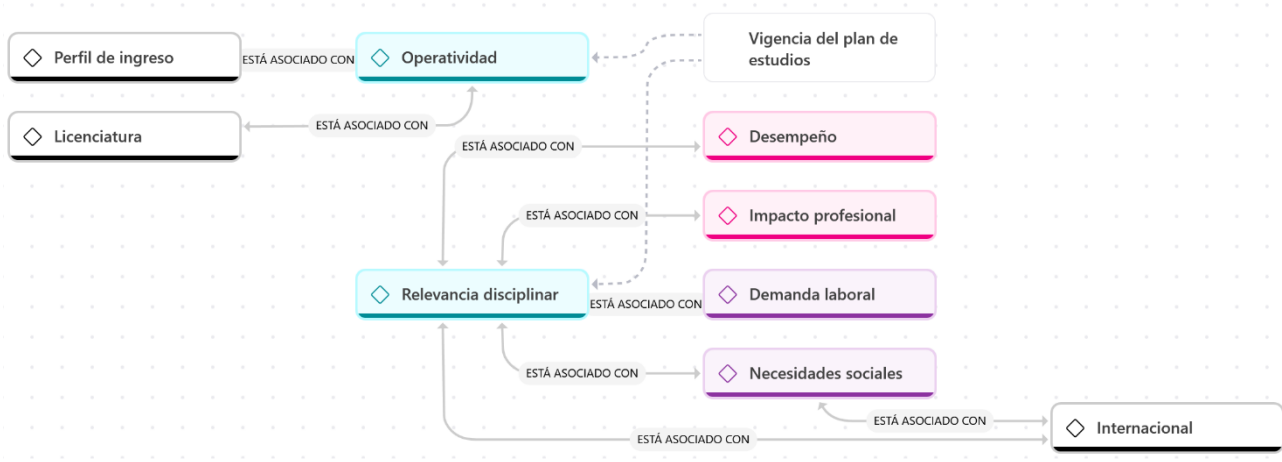 Perfil de ingreso
ESTÁ ASOCIADO CON
Operatividad
Vigencia del plan de
estudios
Licenciatura
ESTÁ ASOCIADO CON
ESTÁ ASOCIADO CON
Desempeño
ESTÁ ASOCIADO CON
Impacto profesional
Relevancia disciplinar
ESTÁ ASOCIADO CON
Demanda laboral
ESTÁ ASOCIADO CON
Necesidades sociales
ESTÁ ASOCIADO CON
Internacional
ESTÁ ASOCIADO CON